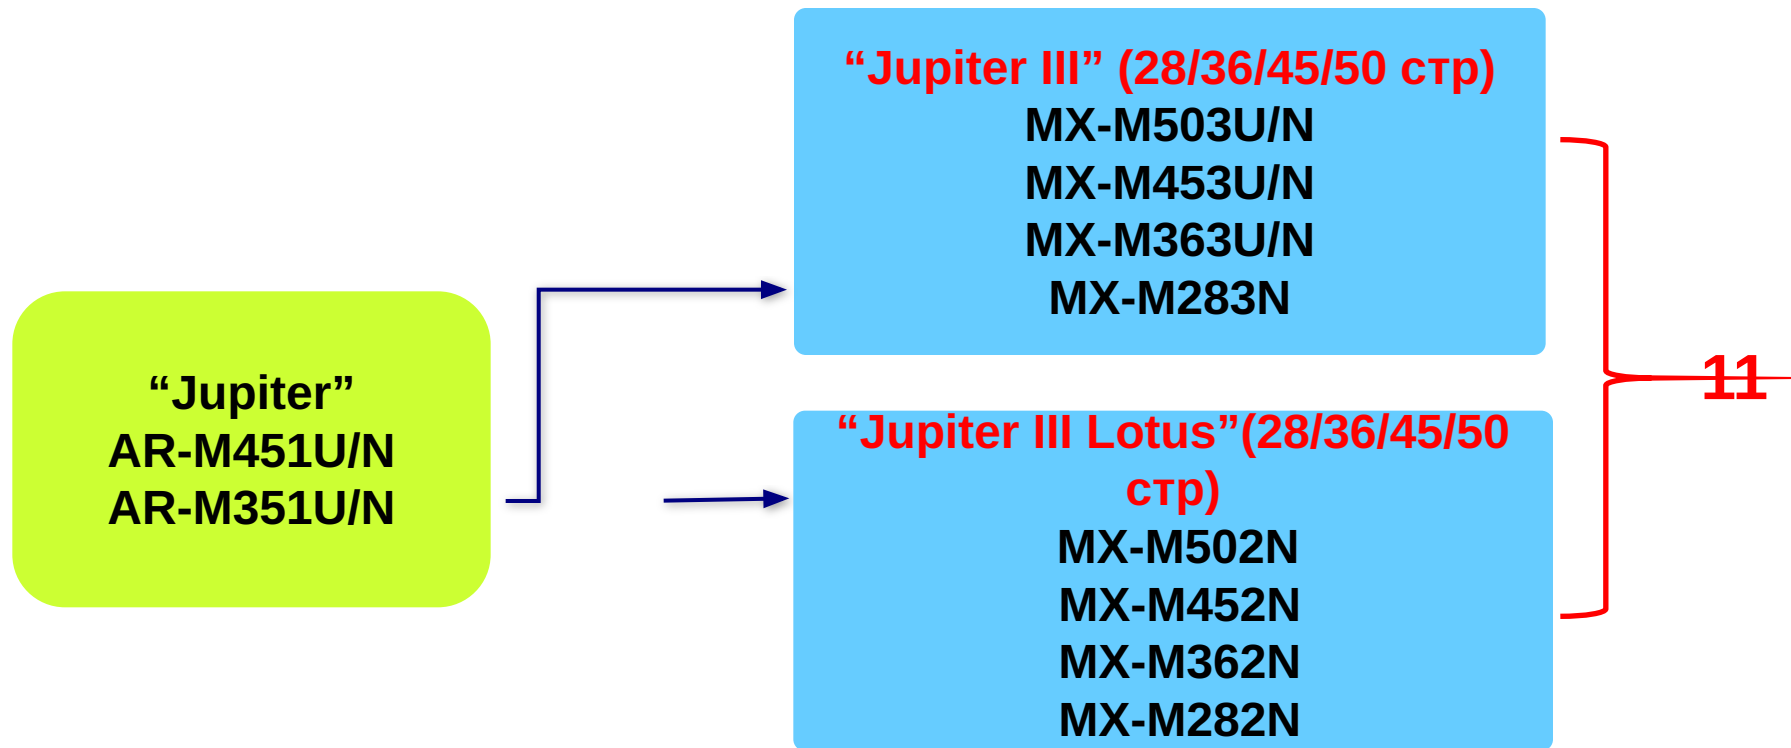 “Jupiter”
AR-M451U/N
AR-M351U/N
“Jupiter III” (28/36/45/50 стр)
MX-M503U/N
MX-M453U/N
MX-M363U/N
MX-M283N
“Jupiter III Lotus”(28/36/45/50
стр)
MX-M502N
MX-M452N
MX-M362N
MX-M282N
11